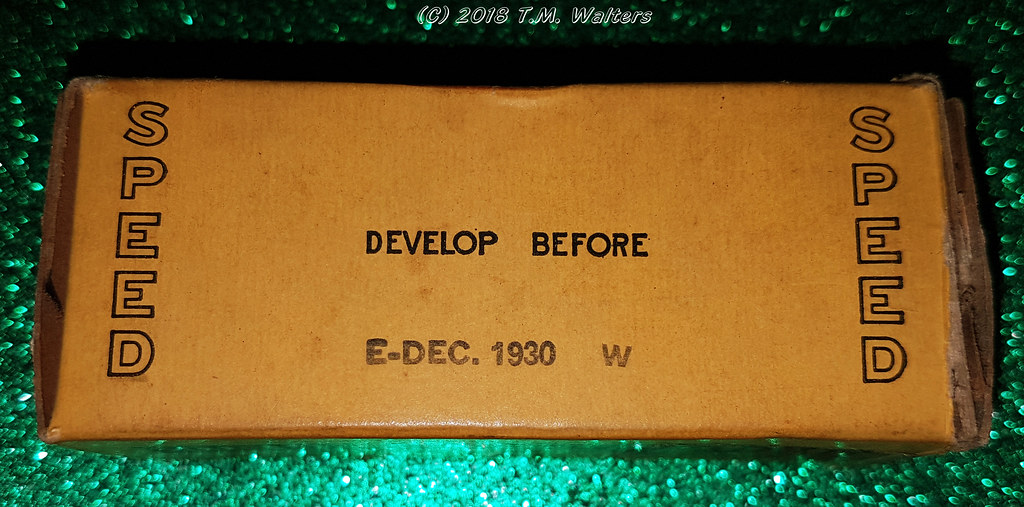 (C) 2018 T.M. Walters
SPEED
DEVELOP BEFORE
E-DEC. 1930 W
SPEED